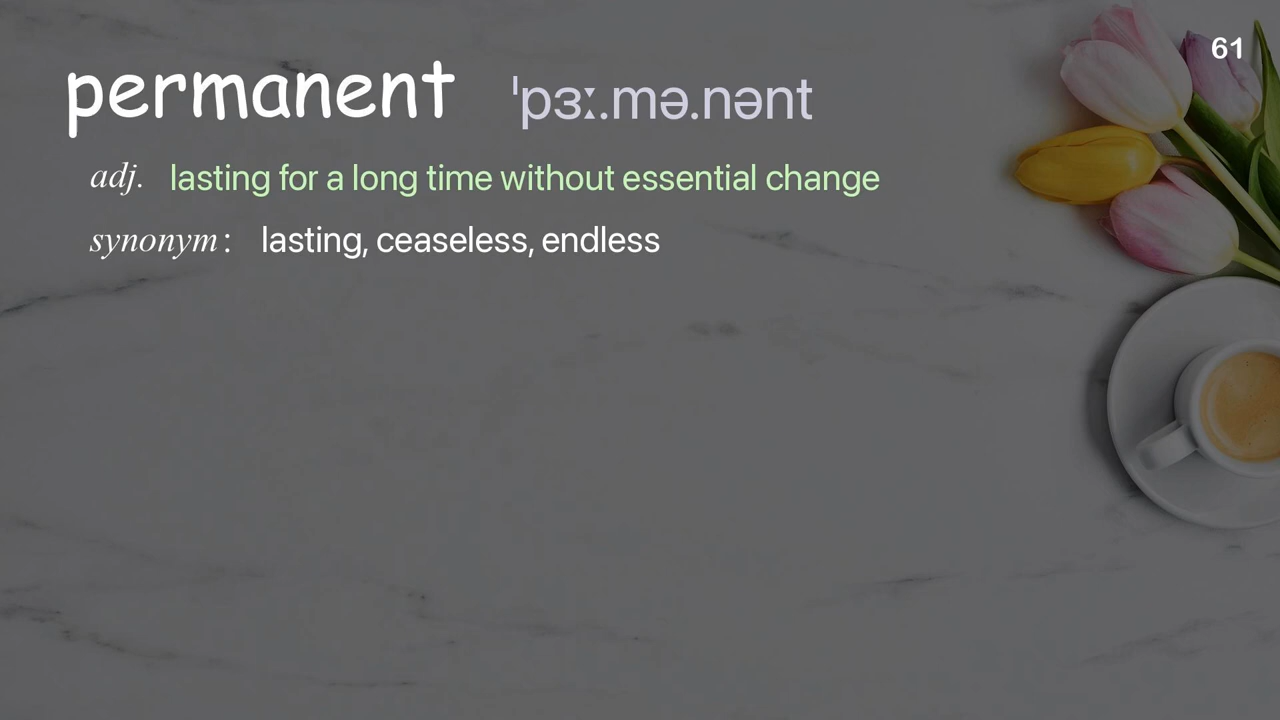 61
permanent ˈpɜː.mə.nənt
adj. lasting for a long time without essential change
synonym: lasting, ceaseless, endless